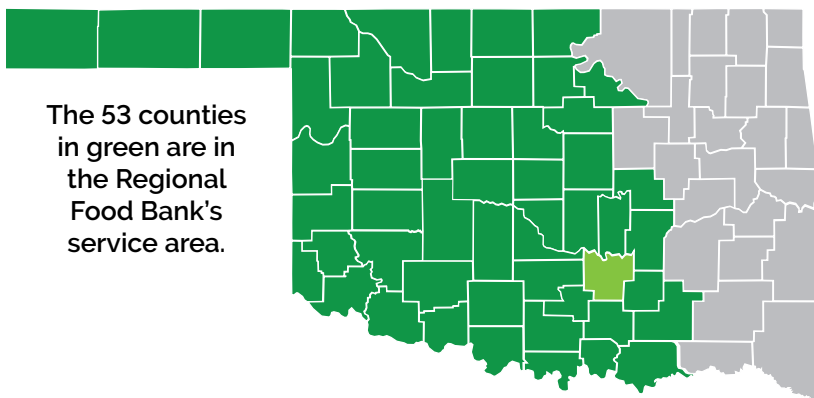 The 53 counties
in green are in
the Regional
Food Bank's
service area.